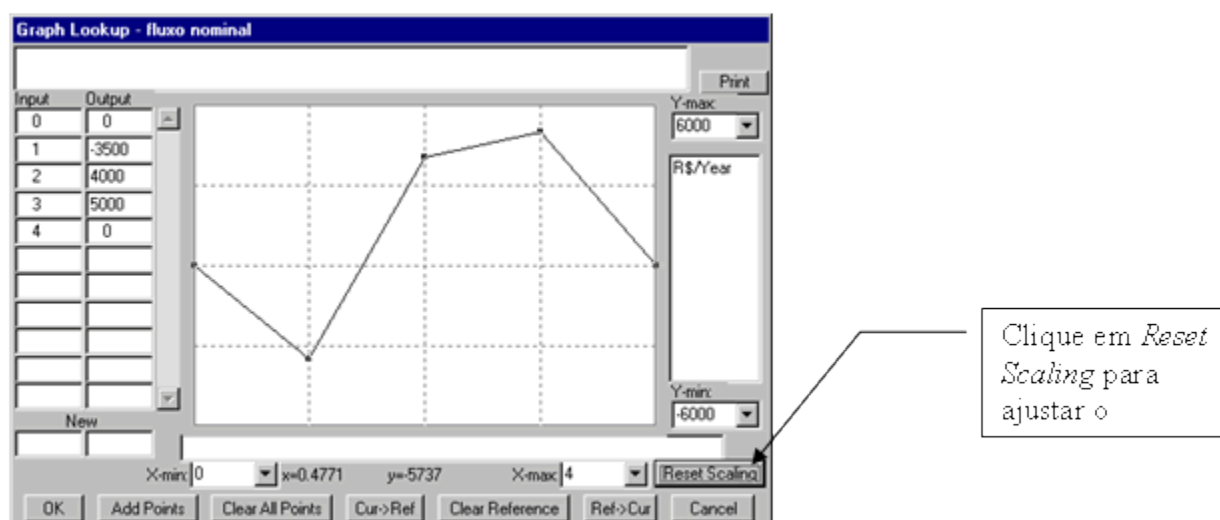 Graph Lookup - fluxo nominal
Print
Input Output
0 0
1 -3500
2 4000
3 5000
4 0
New
Y-max:
6000
R$/Year
Y-min:
-6000
X-min: 0 x=0.4771 y=-5737 X-max: 4 Reset Scaling
OK Add Points Clear All Points Cur->Ref Clear Reference Ref->Cur Cancel
Clique em Reset
Scaling para
ajustar o